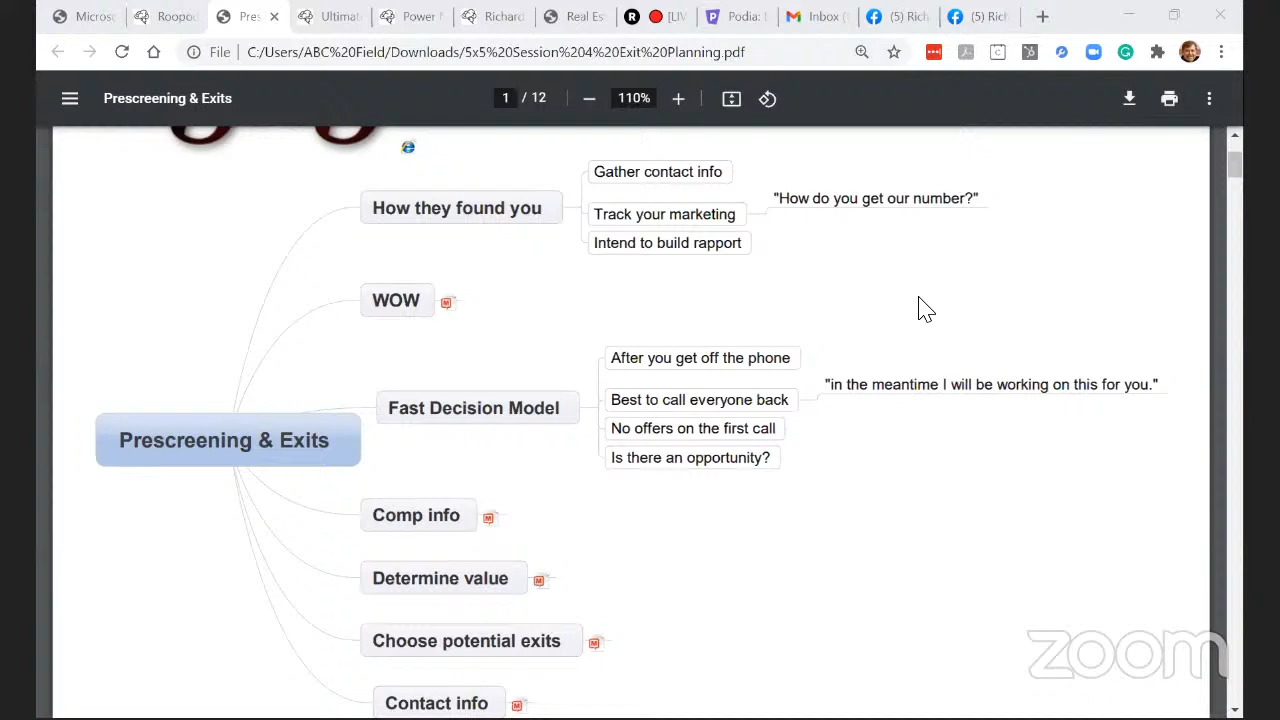 Micros
Roopod
Pres
Ultimat
Power M
Richard
Real Es
[LIV
Podia:
Inbox (
(5) Rich
(5) Rich
File
C:/Users/ABC%20Field/Downloads/5x5%20Session%204%20Exit%20Planning.pdf
Prescreening & Exits
1 / 12
110%
Gather contact info
How they found you
Track your marketing
"How do you get our number?"
Intend to build rapport
WOW
After you get off the phone
Fast Decision Model
Best to call everyone back
"in the meantime I will be working on this for you."
No offers on the first call
Is there an opportunity?
Prescreening & Exits
Comp info
Determine value
Choose potential exits
Contact info
zoom